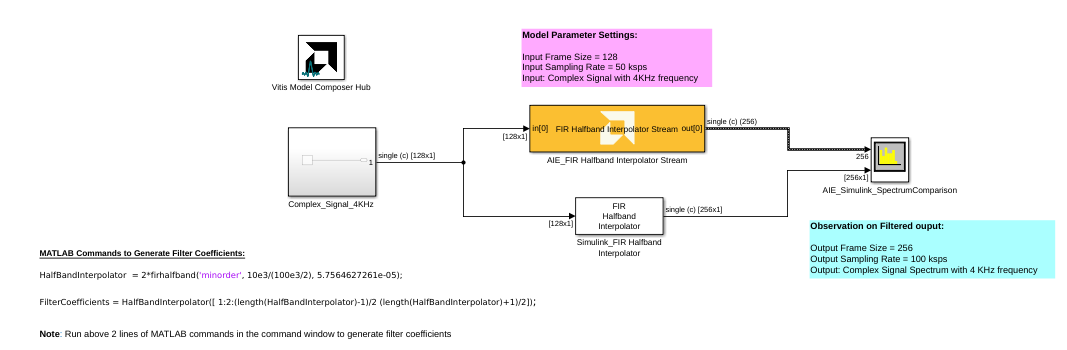 Model Parameter Settings:
Input Frame Size = 128
Input Sampling Rate = 50 ksps
Input: Complex Signal with 4KHz frequency
Vitis Model Composer Hub
in[0]
FIR Halfband Interpolator Stream
out[0]
single (c) (256)
[128x1]
AIE_FIR Halfband Interpolator Stream
1
single (c) [128x1]
Complex_Signal_4KHz
256
[256x1]
AIE_Simulink_SpectrumComparison
FIR
Halfband
Interpolator
single (c) [256x1]
[128x1]
Simulink_FIR Halfband
Interpolator
Observation on Filtered ouput:
Output Frame Size = 256
Output Sampling Rate = 100 ksps
Output: Complex Signal Spectrum with 4 KHz frequency
MATLAB Commands to Generate Filter Coefficients:
HalfBandInterpolator = 2*firhalfband('minorder', 10e3/(100e3/2), 5.7564627261e-05);
FilterCoefficients = HalfBandInterpolator([ 1:2:(length(HalfBandInterpolator)-1)/2 (length(HalfBandInterpolator)+1)/2]);
Note: Run above 2 lines of MATLAB commands in the command window to generate filter coefficients